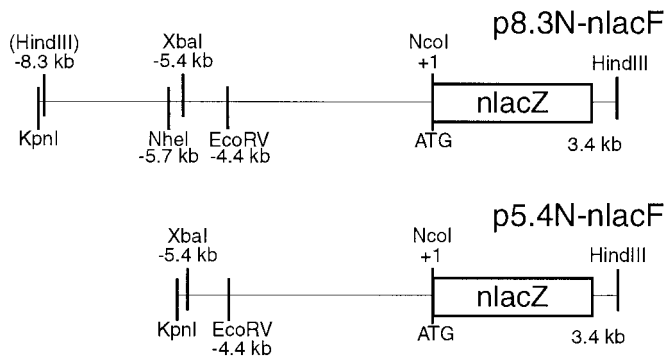 p8.3N-nlacF
(HindIII) XbaI NcoI
-8.3 kb -5.4 kb +1 HindIII
nlacZ
KpnI NheI EcoRV ATG 3.4 kb
-5.7 kb -4.4 kb
p5.4N-nlacF
XbaI NcoI
-5.4 kb +1 HindIII
nlacZ
KpnI EcoRV ATG 3.4 kb
-4.4 kb